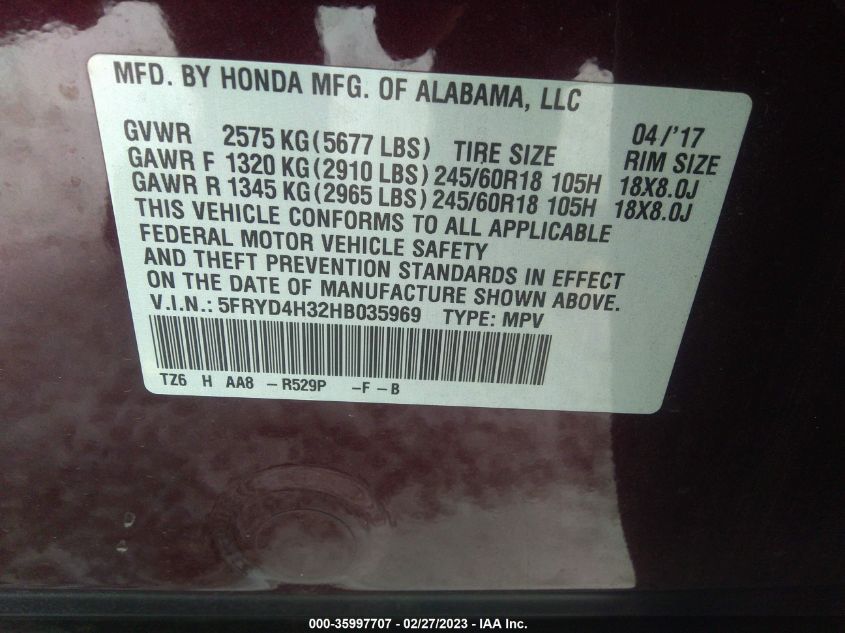 MFD. BY HONDA MFG. OF ALABAMA, LLC
04/'17
GVWR 2575 KG(5677 LBS) TIRE SIZE RIM SIZE
GAWR F 1320 KG(2910 LBS) 245/60R18 105H 18X8.0J
GAWR R 1345 KG(2965 LBS) 245/60R18 105H 18X8.0J
THIS VEHICLE CONFORMS TO ALL APPLICABLE
FEDERAL MOTOR VEHICLE SAFETY
AND THEFT PREVENTION STANDARDS IN EFFECT
ON THE DATE OF MANUFACTURE SHOWN ABOVE.
V.I.N.: 5FRYD4H32HB035969 TYPE: MPV
TZ6 H AA8 - R529P -F - B
000-35997707 - 02/27/2023 - IAA Inc.